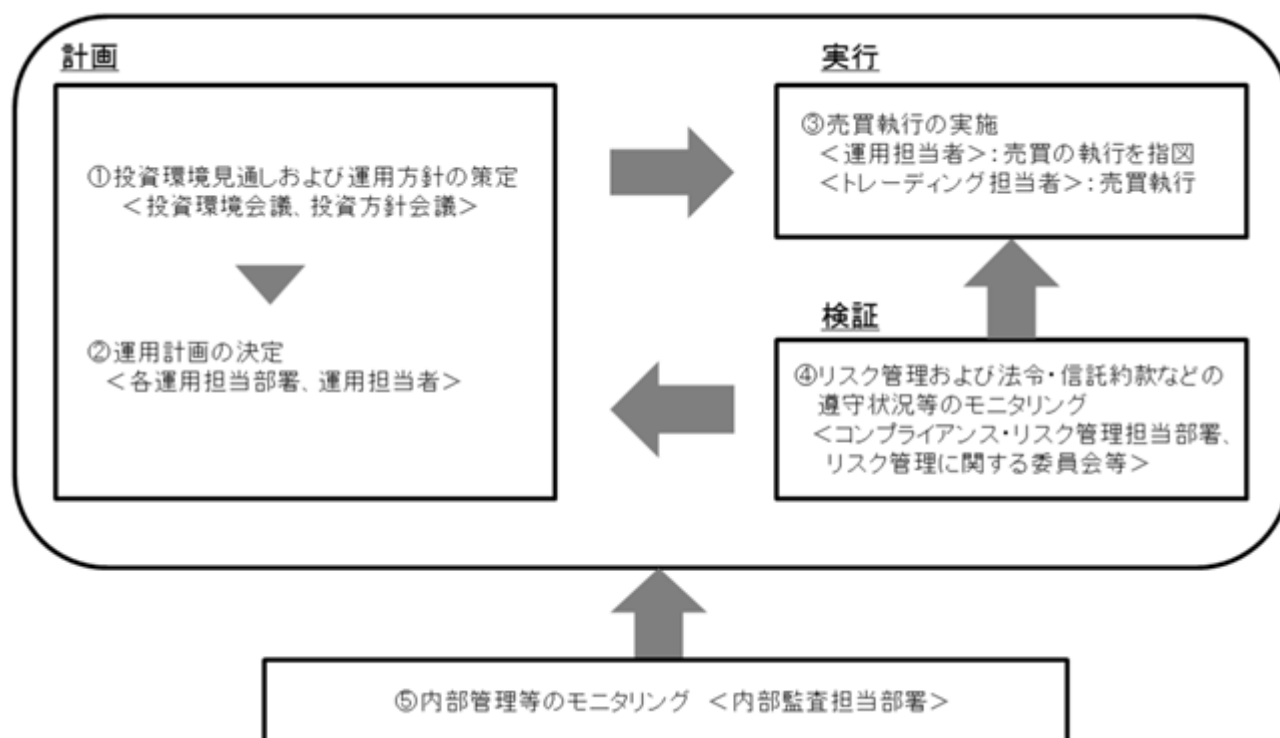 計画
①投資環境見通しおよび運用方針の策定
＜投資環境会議、投資方針会議＞
②運用計画の決定
＜各運用担当部署、運用担当者＞
実行
③売買執行の実施
＜運用担当者＞:売買の執行を指図
＜トレーディング担当者＞:売買執行
検証
④リスク管理および法令・信託約款などの
遵守状況等のモニタリング
＜コンプライアンス・リスク管理担当部署、
リスク管理に関する委員会等＞
⑤内部管理等のモニタリング ＜内部監査担当部署＞